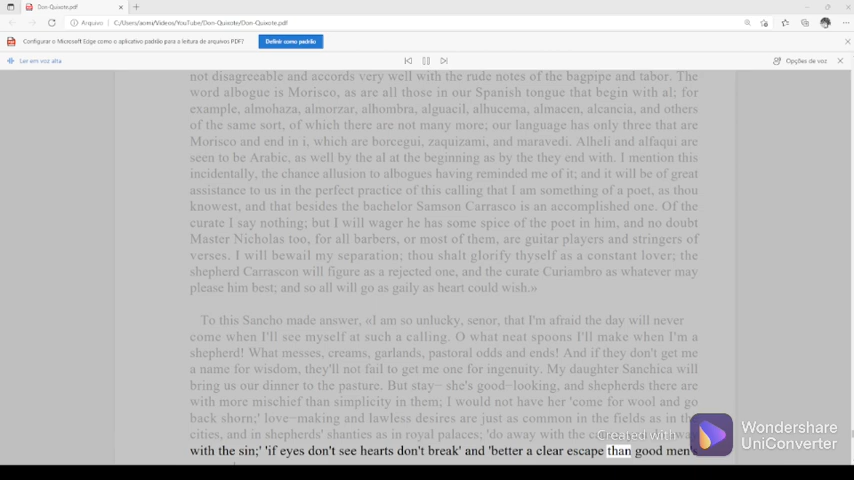 Don-Quixote.pdf
Arquivo C:/Users/acens/Videos/YouTube/Don-Quixote/Don-Quixote.pdf
Configurar o Microsoft Edge como o aplicativo padrão para a leitura de arquivos PDF? Definir como padrão
Ler em voz alta Opções de voz
not disagreeable and accords very well with the rude notes of the bagpipe and tabor. The
word albogue is Morisco, as are all those in our Spanish tongue that begin with al; for
example, almohaza, almorzar, alhombra, alguacil, alhucema, almacen, alcancia, and others
of the same sort, of which there are not many more; our language has only three that are
Morisco and end in i, which are borcegui, zaquizami, and maravedi. Alheli and alfaqui are
seen to be Arabic, as well by the al at the beginning as by the they end with. I mention this
incidentally, the chance allusion to albogues having reminded me of it; and it will be of great
assistance to us in the perfect practice of this calling that I am something of a poet, as thou
knowest, and that besides the bachelor Samson Carrasco is an accomplished one. Of the
curate I say nothing; but I will wager he has some spice of the poet in him, and no doubt
Master Nicholas too, for all barbers, or most of them, are guitar players and stringers of
verses. I will bewail my separation; thou shalt glorify thyself as a constant lover; the
shepherd Carrascon will figure as a rejected one, and the curate Curiambro as whatever may
please him best; and so all will go as gaily as heart could wish.»
To this Sancho made answer, «I am so unlucky, senor, that I'm afraid the day will never
come when I'll see myself at such a calling. O what neat spoons I'll make when I'm a
shepherd! What messes, creams, garlands, pastoral odds and ends! And if they don't get me
a name for wisdom, they'll not fail to get me one for ingenuity. My daughter Sanchica will
bring us our dinner to the pasture. But stay— she's good—looking, and shepherds there are
with more mischief than simplicity in them; I would not have her 'come for wool and go
back shorn;' love—making and lawless desires are just as common in the fields as in the
cities, and in shepherds' shanties as in royal palaces; 'do away with the
with the sin;' 'if eyes don't see hearts don't break' and 'better a clear escape than good men's
Created with
Wondershare
UniConverter